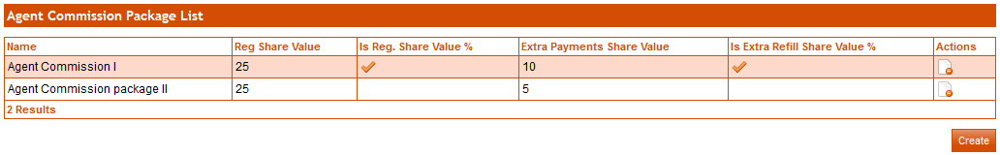 Agent Commission Package List
Name Reg Share Value Is Reg. Share Value % Extra Payments Share Value Is Extra Refill Share Value % Actions
Agent Commission I 25 10
Agent Commission package II 25 5
2 Results
Create